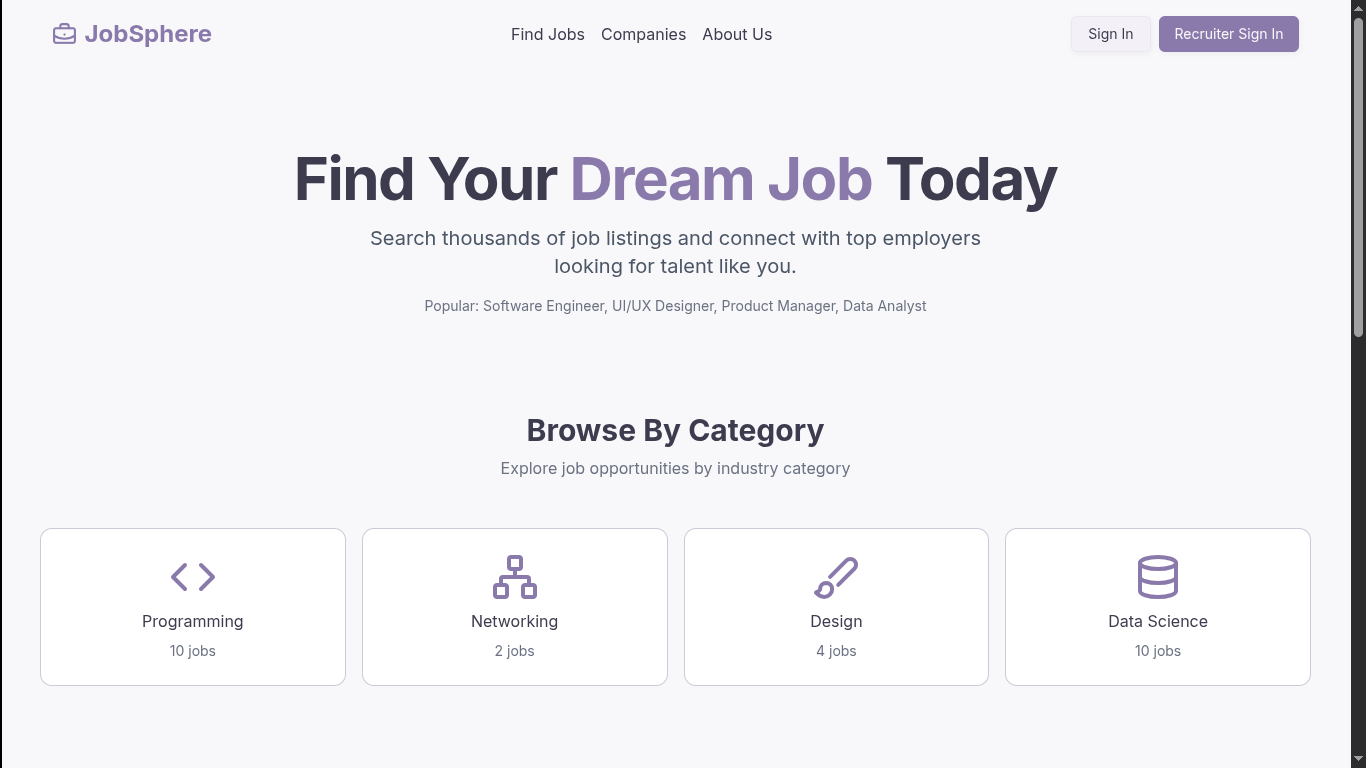 JobSphere
Find Jobs
Companies
About Us
Sign In
Recruiter Sign In
Find Your Dream Job Today
Search thousands of job listings and connect with top employers
looking for talent like you.
Popular: Software Engineer, UI/UX Designer, Product Manager, Data Analyst
Browse By Category
Explore job opportunities by industry category
Programming
10 jobs
Networking
2 jobs
Design
4 jobs
Data Science
10 jobs